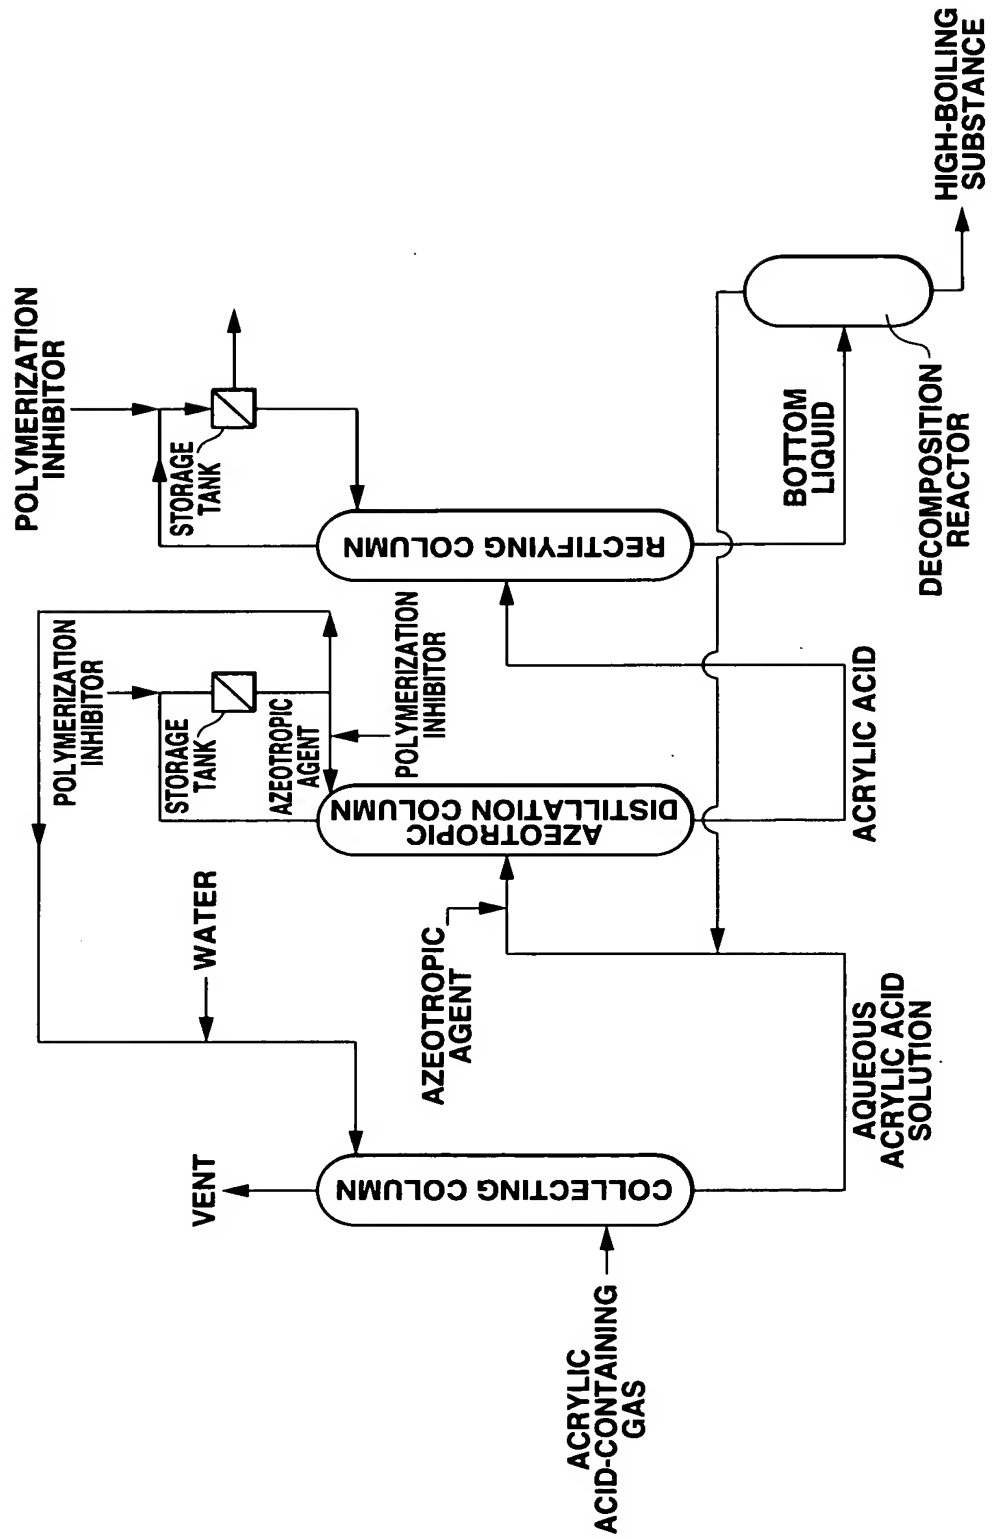 ACRYLIC
ACID-CONTAINING
GAS
VENT
COLLECTING COLUMN
WATER
AQUEOUS
ACRYLIC ACID
SOLUTION
AZEOTROPIC
AGENT
AZEOTROPIC
DISTILLATION COLUMN
POLYMERIZATION
INHIBITOR
STORAGE
TANK
AZEOTROPIC
AGENT
POLYMERIZATION
INHIBITOR
ACRYLIC ACID
RECTIFYING COLUMN
POLYMERIZATION
INHIBITOR
STORAGE
TANK
BOTTOM
LIQUID
DECOMPOSITION
REACTOR
HIGH-BOILING
SUBSTANCE